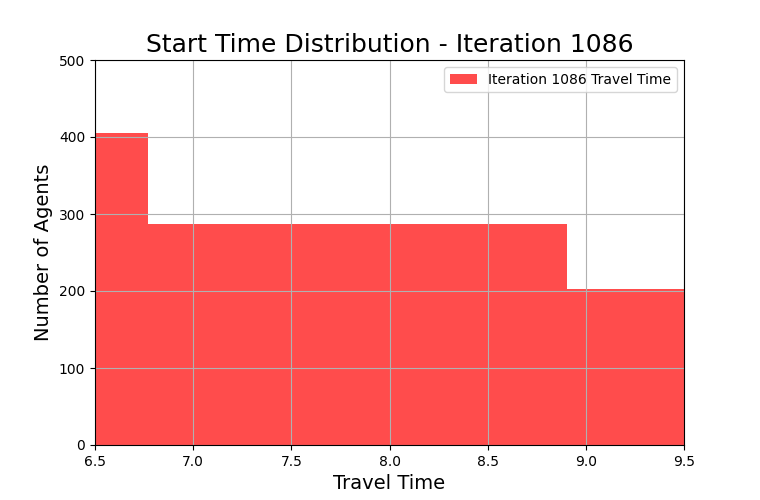 Start Time Distribution - Iteration 1086
500
400
300
200
100
0
Number of Agents
Iteration 1086 Travel Time
6.5 7.0 7.5 8.0 8.5 9.0 9.5
Travel Time